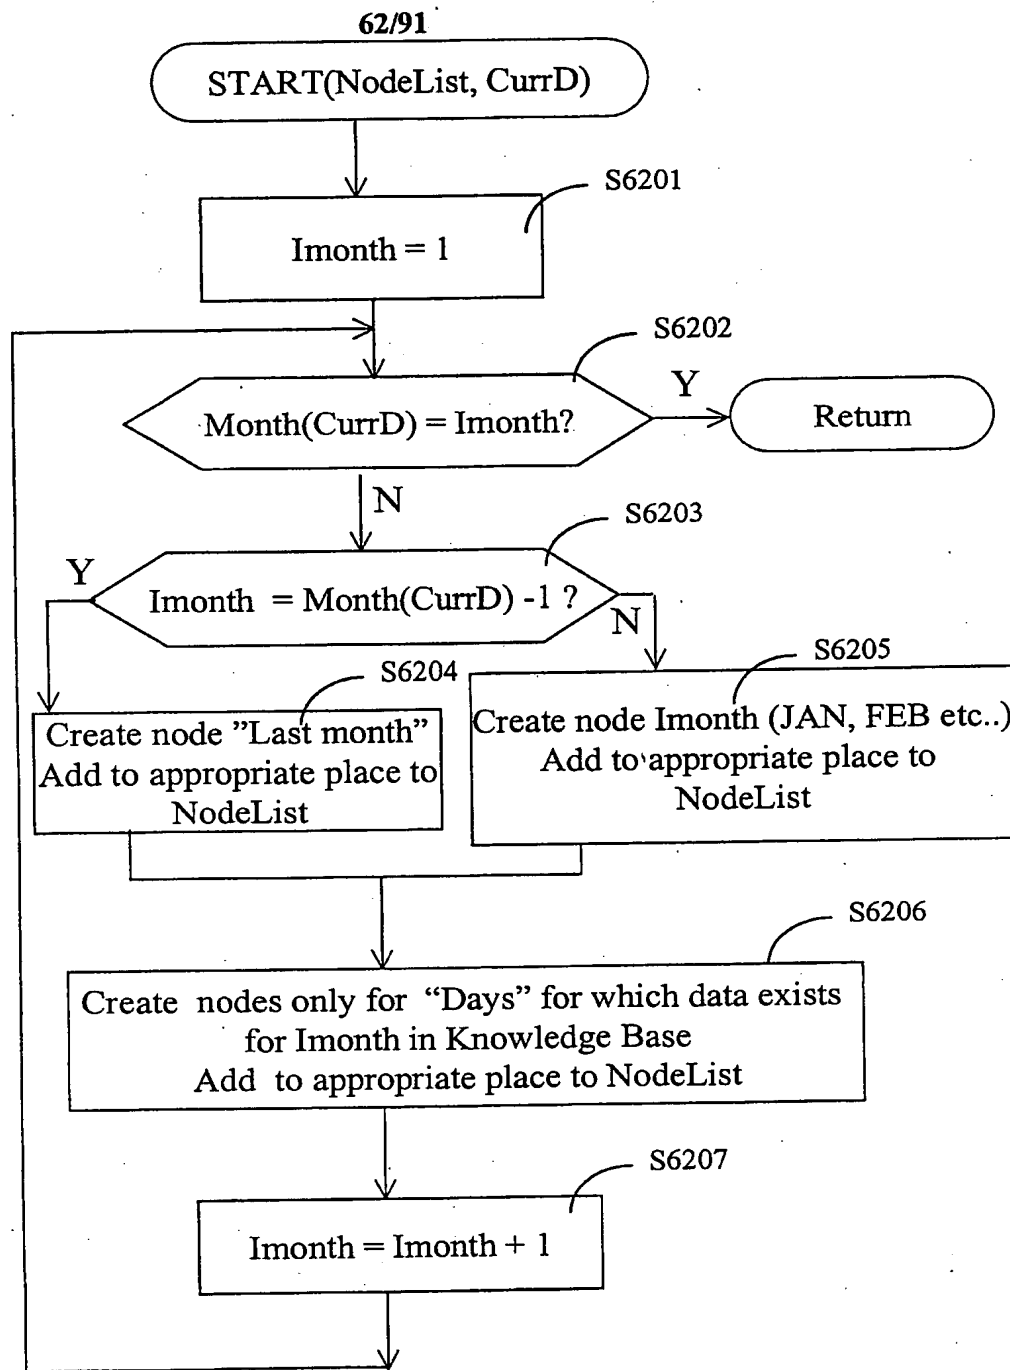 62/91
START(NodeList, CurrD)
S6201
Imonth = 1
S6202
Month(CurrD) = Imonth?
Y
Return
N
S6203
Y
Imonth = Month(CurrD) -1 ?
N
S6204
S6205
Create node ”Last month”
Add to appropriate place to
NodeList
Create node Imonth (JAN, FEB etc..)
Add to appropriate place to
NodeList
S6206
Create nodes only for “Days” for which data exists
for Imonth in Knowledge Base
Add to appropriate place to NodeList
S6207
Imonth = Imonth + 1